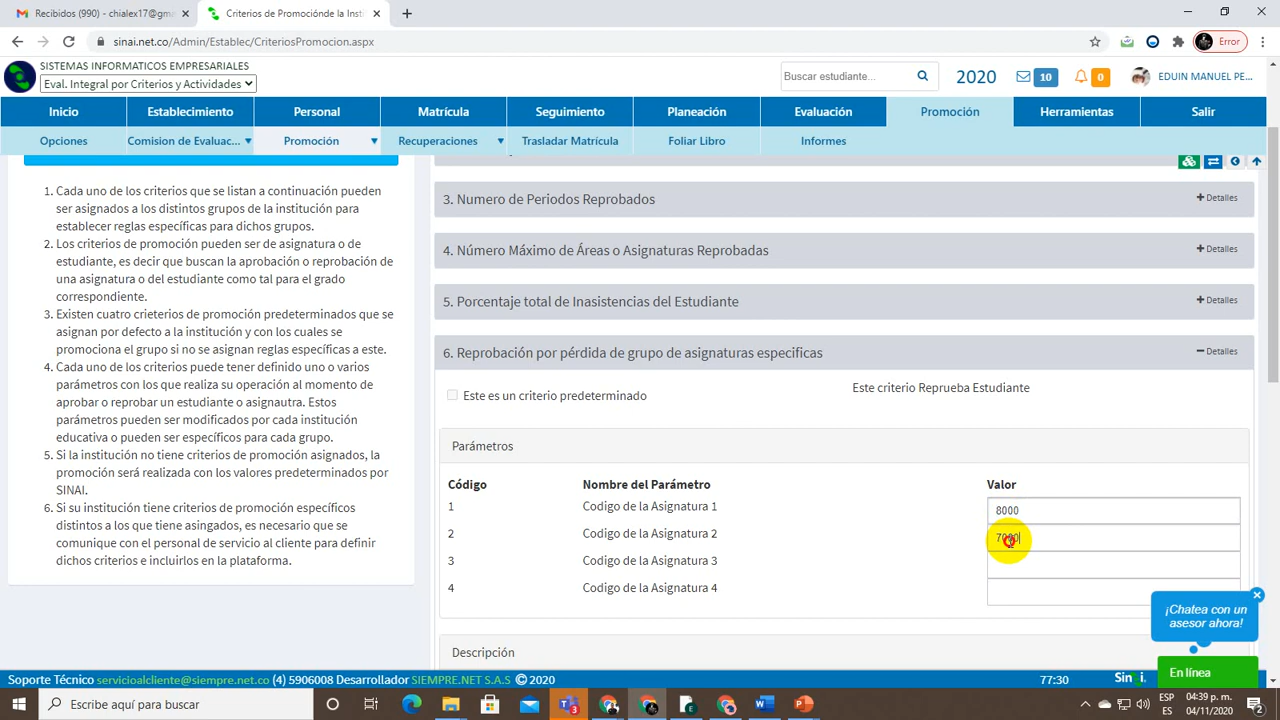 Recibidos (990) - chialex17@gma
Criterios de Promociónde la Insti
sinai.net.co/Admin/Establec/CriteriosPromocion.aspx
Error
SISTEMAS INFORMATICOS EMPRESARIALES
Eval. Integral por Criterios y Actividades
Buscar estudiante...
2020
10
0
EDUIN MANUEL PE...
Inicio
Establecimiento
Personal
Matrícula
Seguimiento
Planeación
Evaluación
Promoción
Herramientas
Salir
Opciones
Comision de Evaluac...
Promoción
Recuperaciones
Trasladar Matrícula
Foliar Libro
Informes
1. Cada uno de los criterios que se listan a continuación pueden
ser asignados a los distintos grupos de la institución para
establecer reglas específicas para dichos grupos.
2. Los criterios de promoción pueden ser de asignatura o de
estudiante, es decir que buscan la aprobación o reprobación de
una asignatura o del estudiante como tal para el grado
correspondiente.
3. Existen cuatro crieterios de promoción predeterminados que se
asignan por defecto a la institución y con los cuales se
promociona el grupo si no se asignan reglas específicas a este.
4. Cada uno de los criterios puede tener definido uno o varios
parámetros con los que realiza su operación al momento de
aprobar o reprobar un estudiante o asignautra. Estos
parámetros pueden ser modificados por cada institución
educativa o pueden ser específicos para cada grupo.
5. Si la institución no tiene criterios de promoción asignados, la
promoción será realizada con los valores predeterminados por
SINAI.
6. Si su institución tiene criterios de promoción específicos
distintos a los que tiene asingados, es necesario que se
comunique con el personal de servicio al cliente para definir
dichos criterios e incluirlos en la plataforma.
3. Numero de Periodos Reprobados
Detalles
4. Número Máximo de Áreas o Asignaturas Reprobadas
Detalles
5. Porcentaje total de Inasistencias del Estudiante
Detalles
6. Reprobación por pérdida de grupo de asignaturas especificas
Detalles
Este es un criterio predeterminado
Este criterio Reprueba Estudiante
Parámetros
Código Nombre del Parámetro Valor
1 Codigo de la Asignatura 1 8000
2 Codigo de la Asignatura 2 7000
3 Codigo de la Asignatura 3
4 Codigo de la Asignatura 4
Descripción
¡Chatea con un
asesor ahora!
En línea
Soporte Técnico servicioalcliente@siempre.net.co (4) 5906008 Desarrollador SIEMPRE.NET S.A.S © 2020
77:30
Sinai.
Escribe aquí para buscar
ESP
ES
04:39 p. m.
04/11/2020
2